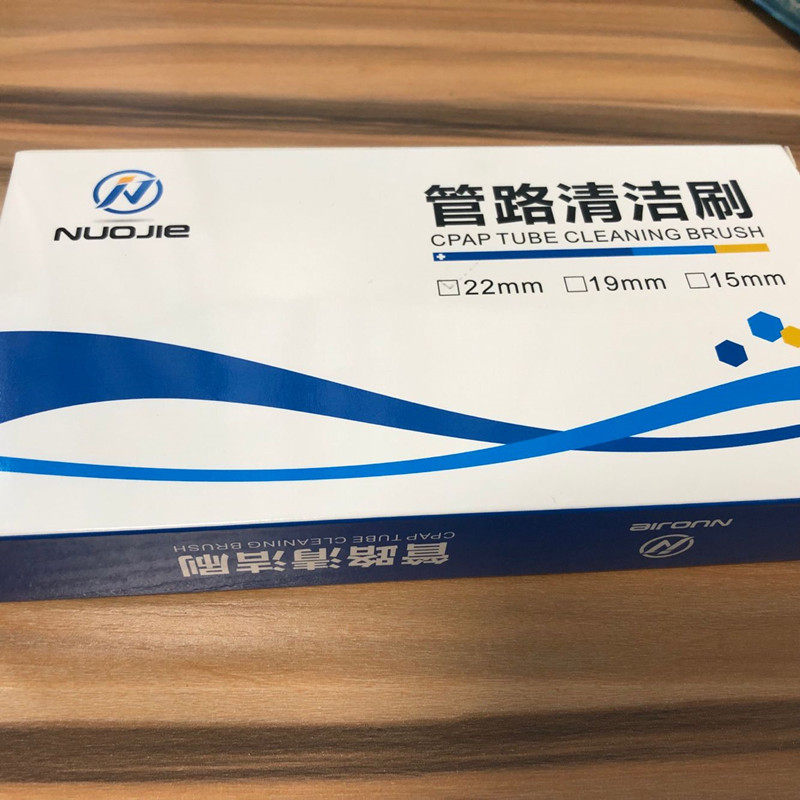 NUOJIE
管路清洁刷
CPAP TUBE CLEANING BRUSH
☑22mm ☐19mm ☐15mm
管路清洁刷
CPAP TUBE CLEANING BRUSH
NUOJIE